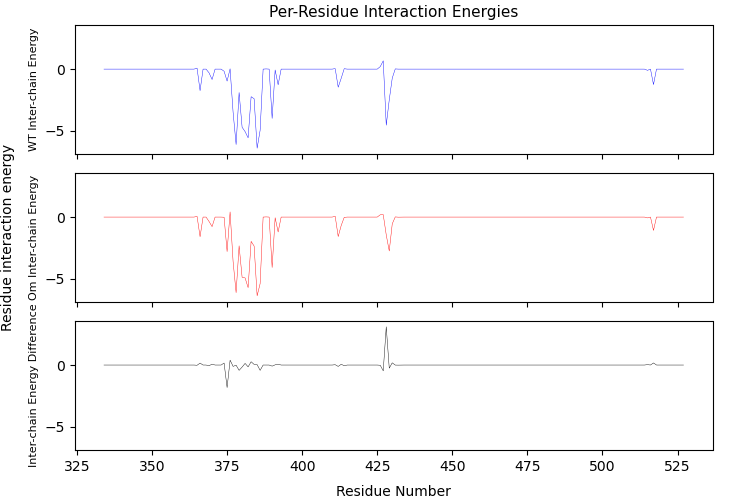 Per-Residue Interaction Energies
Residue interaction energy
WT Inter-chain Energy
0
−5
Om Inter-chain Energy
0
−5
Inter-chain Energy Difference
0
−5
325 350 375 400 425 450 475 500 525
Residue Number